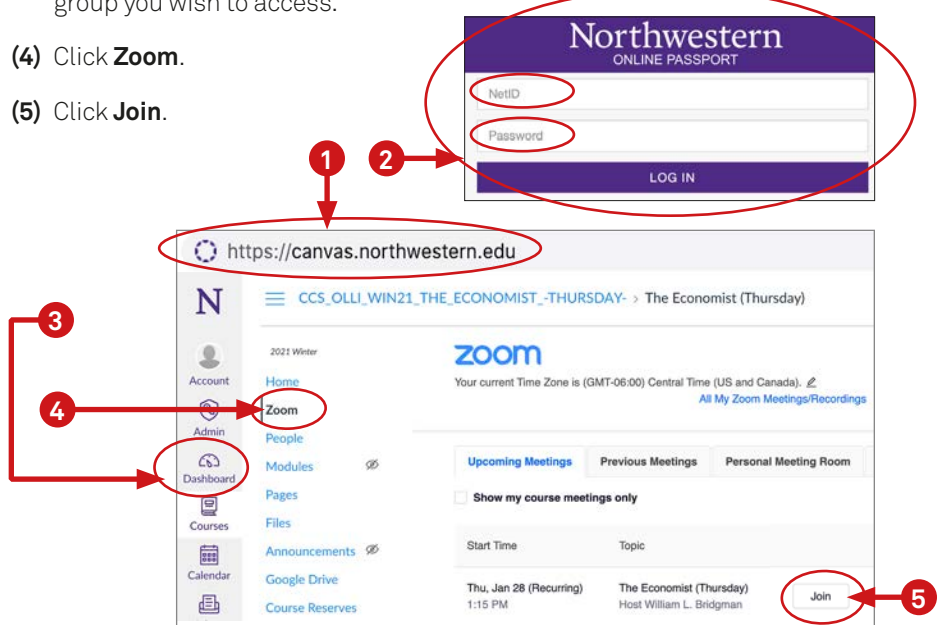 group you wish to access.
(4) Click Zoom.
(5) Click Join.
Northwestern
ONLINE PASSPORT
NetID
Password
LOG IN
1
2
https://canvas.northwestern.edu
N
CCS_OLLI_WIN21_THE_ECONOMIST_-THURSDAY- > The Economist (Thursday)
3
2021 Winter
zoom
Your current Time Zone is (GMT-06:00) Central Time (US and Canada).
All My Zoom Meetings/Recordings
Account
Home
4
Zoom
Admin
People
Dashboard
Modules
Upcoming Meetings Previous Meetings Personal Meeting Room
Pages
Show my course meetings only
Courses
Files
Announcements
Start Time Topic
Calendar
Google Drive
Thu, Jan 28 (Recurring) The Economist (Thursday)
1:15 PM Host William L. Bridgman
Join
5
Course Reserves